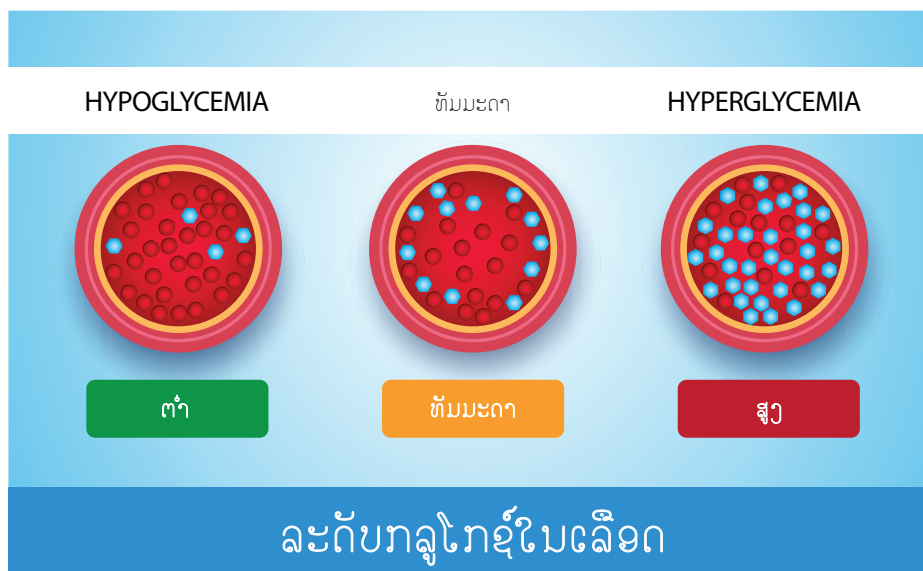 HYPOGLYCEMIA
ທັມມະດາ
HYPERGLYCEMIA
ຕ່ຳ
ທັມມະດາ
ສູງ
ລະດັບກລູໂກຊ໌ໃນເລືອດ